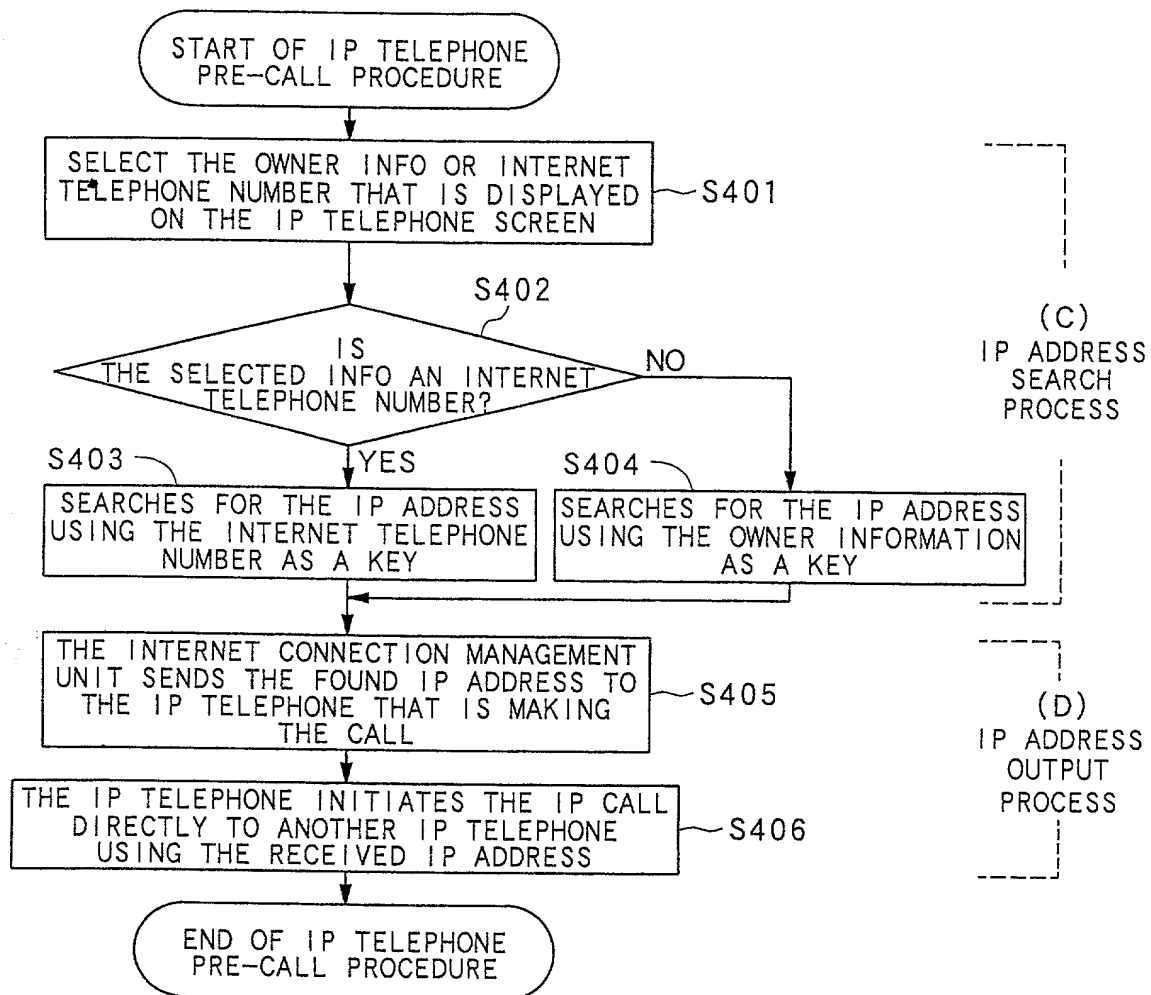 START OF IP TELEPHONE
PRE-CALL PROCEDURE
SELECT THE OWNER INFO OR INTERNET
TELEPHONE NUMBER THAT IS DISPLAYED
ON THE IP TELEPHONE SCREEN
S401
S402
IS
THE SELECTED INFO AN INTERNET
TELEPHONE NUMBER?
NO
YES
S403
SEARCHES FOR THE IP ADDRESS
USING THE INTERNET TELEPHONE
NUMBER AS A KEY
S404
SEARCHES FOR THE IP ADDRESS
USING THE OWNER INFORMATION
AS A KEY
(C)
IP ADDRESS
SEARCH
PROCESS
THE INTERNET CONNECTION MANAGEMENT
UNIT SENDS THE FOUND IP ADDRESS TO
THE IP TELEPHONE THAT IS MAKING
THE CALL
S405
THE IP TELEPHONE INITIATES THE IP CALL
DIRECTLY TO ANOTHER IP TELEPHONE
USING THE RECEIVED IP ADDRESS
S406
(D)
IP ADDRESS
OUTPUT
PROCESS
END OF IP TELEPHONE
PRE-CALL PROCEDURE